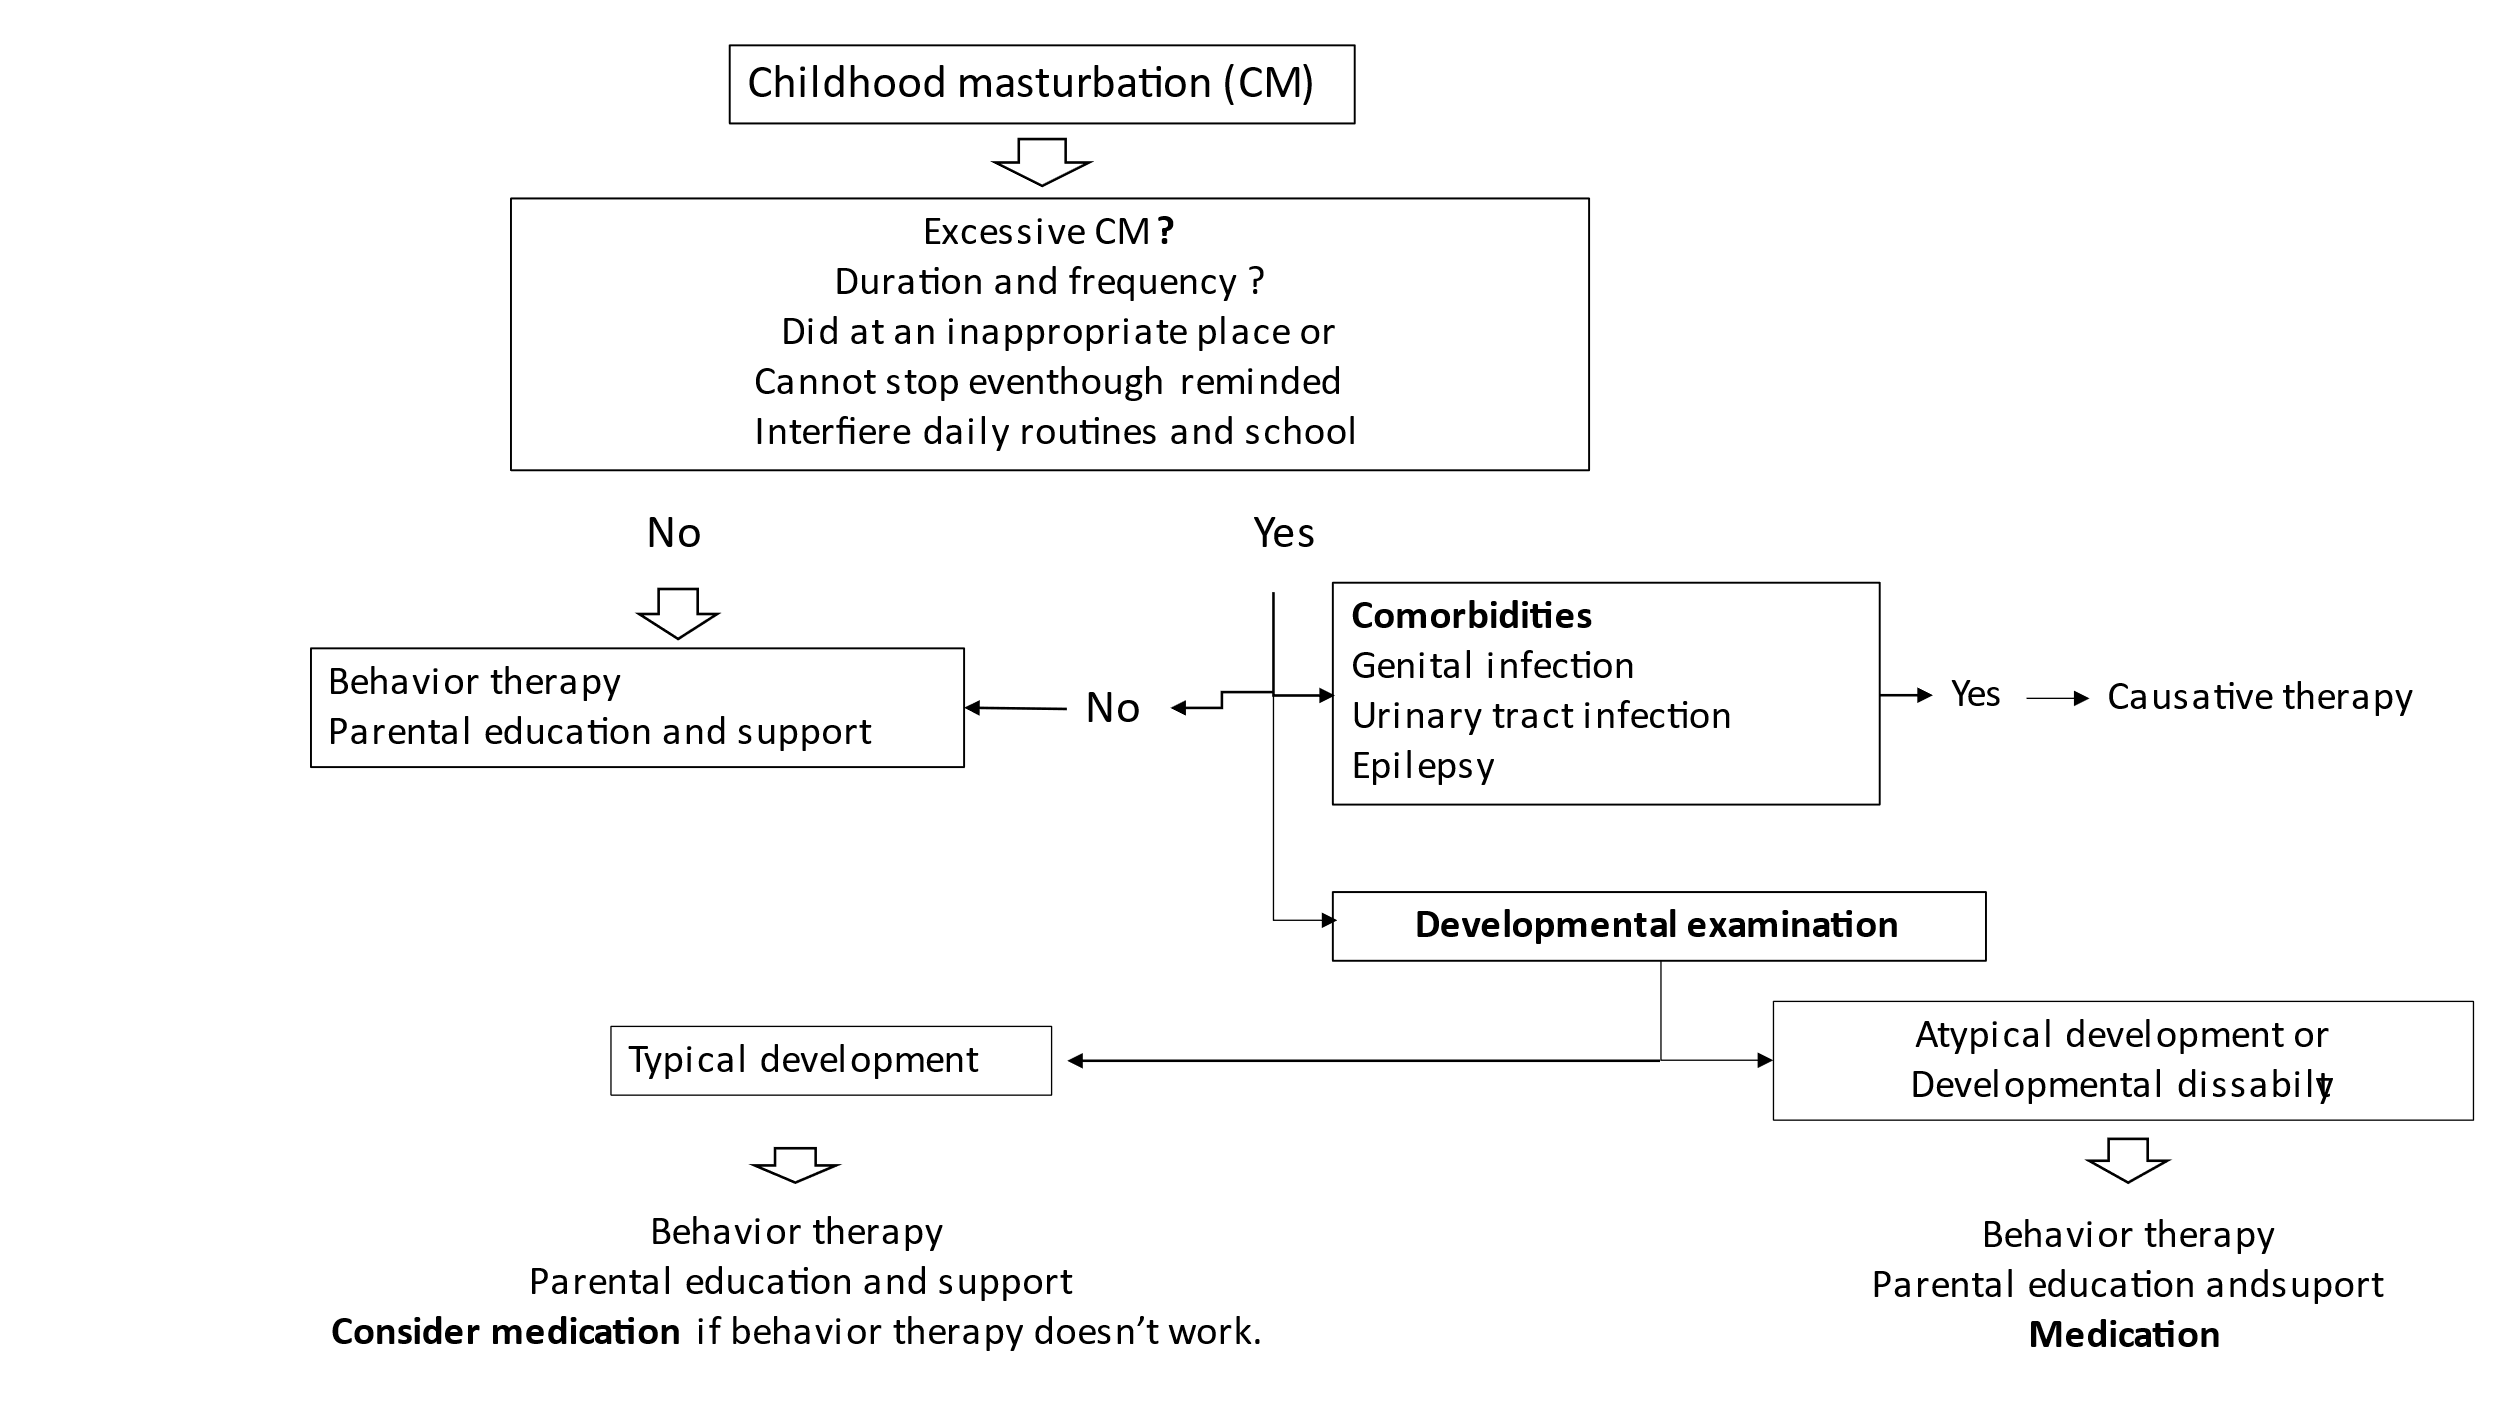 Childhood masturbation (CM)
Excessive CM?
Duration and frequency ?
Did at an inappropriate place or
Cannot stop eventhough reminded
Interfiere daily routines and school
No
Yes
Behavior therapy
Parental education and support
No
Comorbidities
Genital infection
Urinary tract infection
Epilepsy
Yes
Causative therapy
Developmental examination
Typical development
Atypical development or
Developmental dissabilty
Behavior therapy
Parental education and support
Consider medication if behavior therapy doesn’t work.
Behavior therapy
Parental education andsuport
Medication